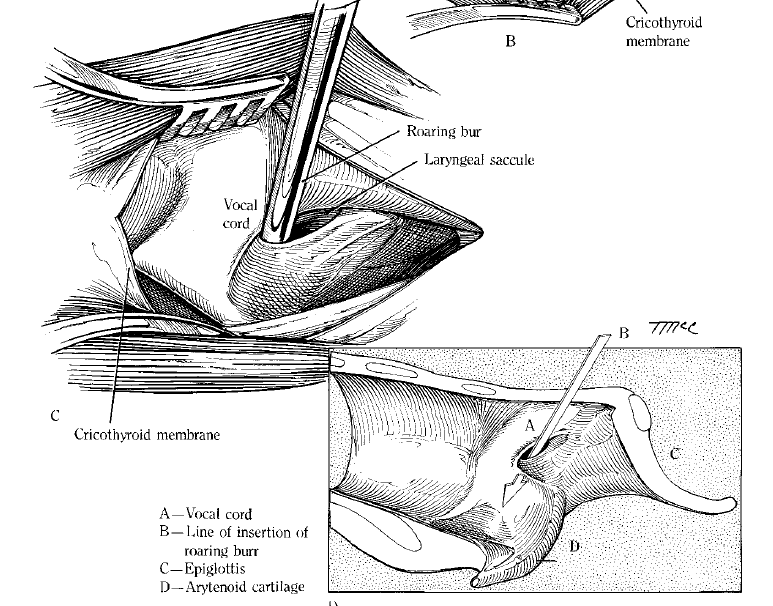 Cricothyroid
membrane
B
Roaring bur
Laryngeal saccule
Vocal
cord
B
A
C
C
Cricothyroid membrane
A—Vocal cord
B—Line of insertion of
roaring burr
C—Epiglottis
D—Arytenoid cartilage
D